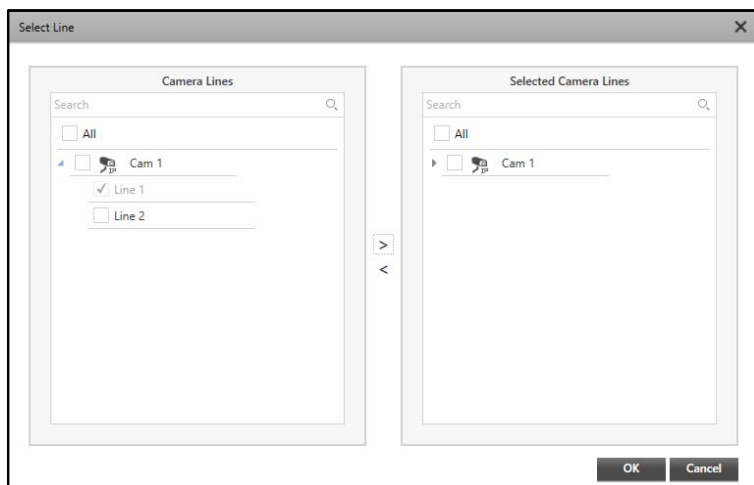 Select Line
Camera Lines
Search
All
Cam 1
Line 1
Line 2
>
<
Selected Camera Lines
Search
All
Cam 1
OK
Cancel